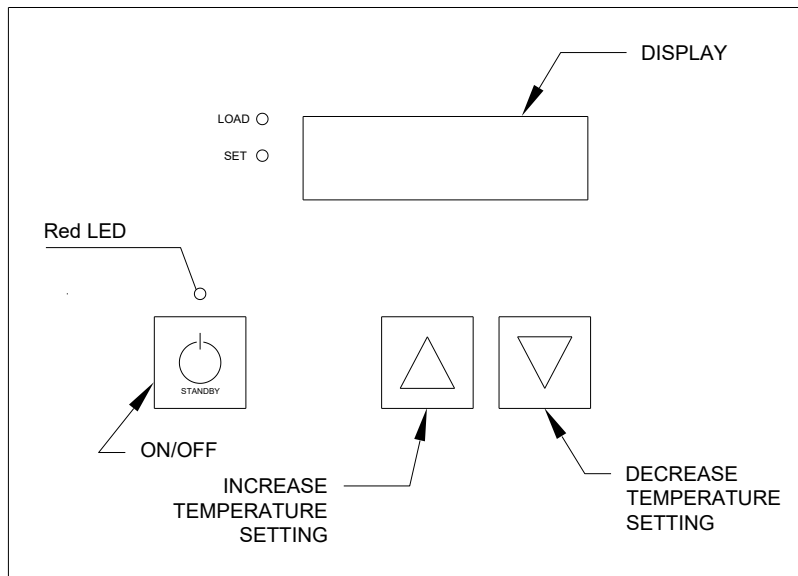 DISPLAY
LOAD
SET
Red LED
STANDBY
ON/OFF
INCREASE
TEMPERATURE
SETTING
DECREASE
TEMPERATURE
SETTING